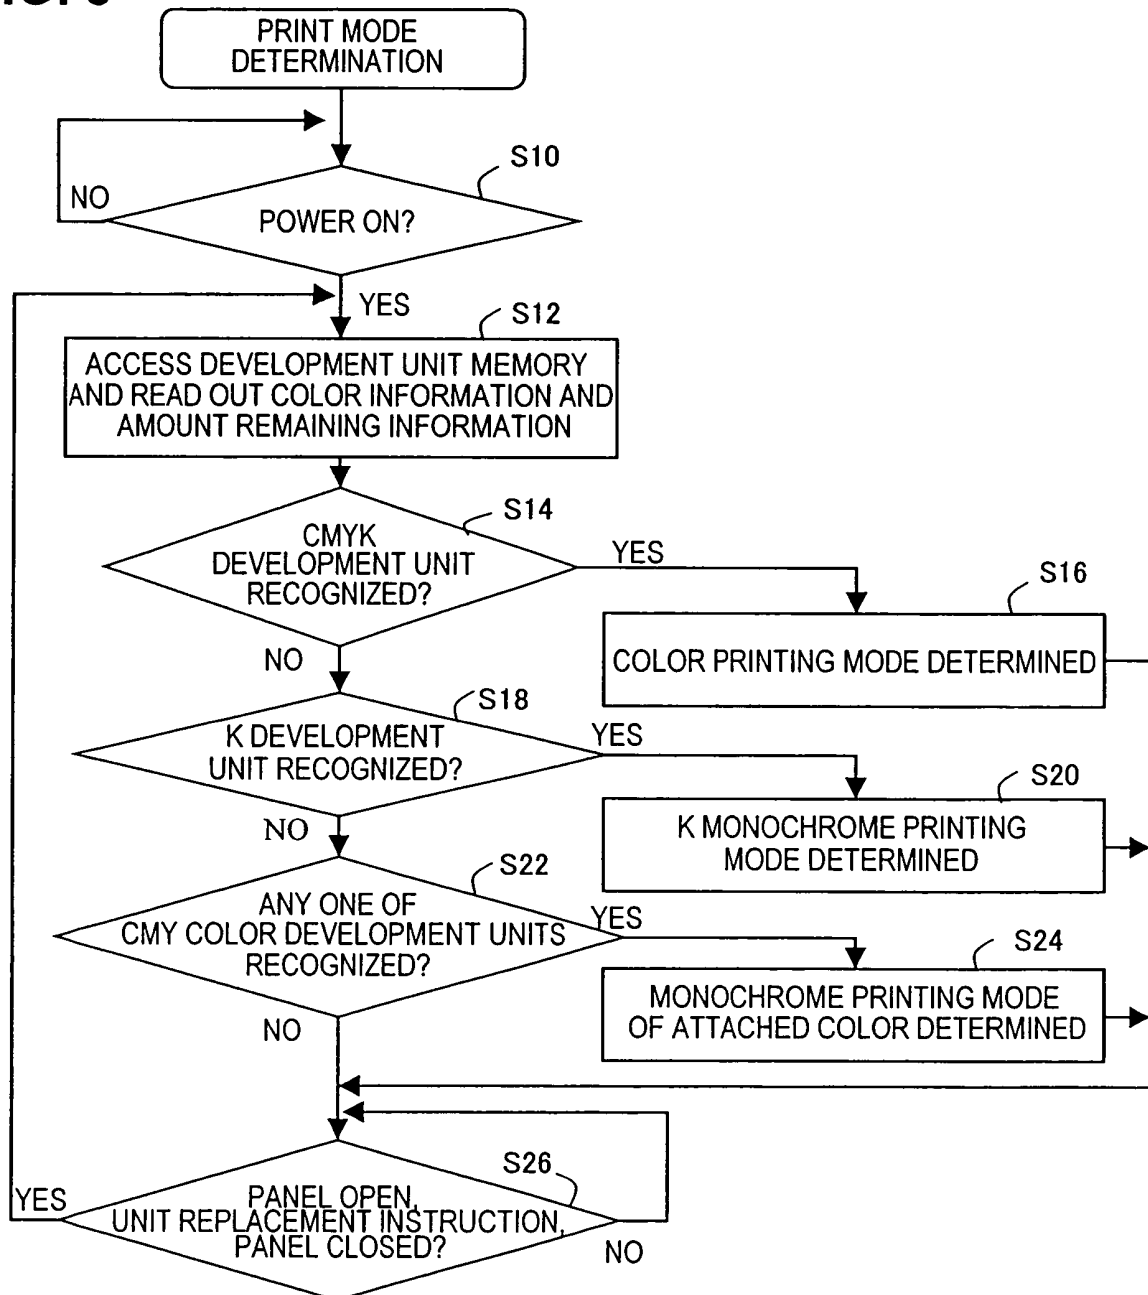 PRINT MODE
DETERMINATION
S10
NO
POWER ON?
YES
S12
ACCESS DEVELOPMENT UNIT MEMORY
AND READ OUT COLOR INFORMATION AND
AMOUNT REMAINING INFORMATION
S14
CMYK
DEVELOPMENT UNIT
RECOGNIZED?
YES
S16
COLOR PRINTING MODE DETERMINED
NO
S18
K DEVELOPMENT
UNIT RECOGNIZED?
YES
S20
K MONOCHROME PRINTING
MODE DETERMINED
NO
S22
ANY ONE OF
CMY COLOR DEVELOPMENT UNITS
RECOGNIZED?
YES
S24
MONOCHROME PRINTING MODE
OF ATTACHED COLOR DETERMINED
NO
S26
YES
PANEL OPEN,
UNIT REPLACEMENT INSTRUCTION,
PANEL CLOSED?
NO